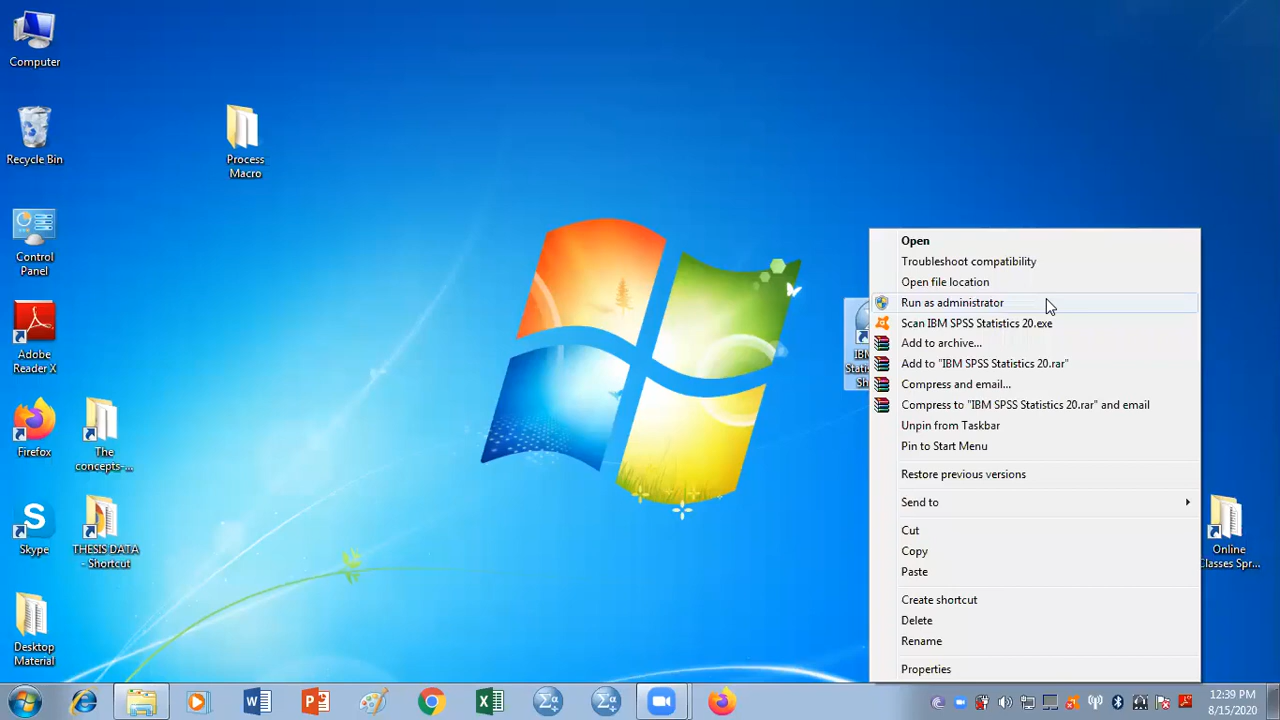 Computer
Recycle Bin
Control
Panel
Adobe
Reader X
Firefox
Skype
Desktop
Material
The
concepts-...
THESIS DATA
- Shortcut
Process
Macro
IBM
Stati
Sh
Open
Troubleshoot compatibility
Open file location
Run as administrator
Scan IBM SPSS Statistics 20.exe
Add to archive...
Add to "IBM SPSS Statistics 20.rar"
Compress and email...
Compress to "IBM SPSS Statistics 20.rar" and email
Unpin from Taskbar
Pin to Start Menu
Restore previous versions
Send to
Cut
Copy
Paste
Create shortcut
Delete
Rename
Properties
Online
Classes Spr...
12:39 PM
8/15/2020